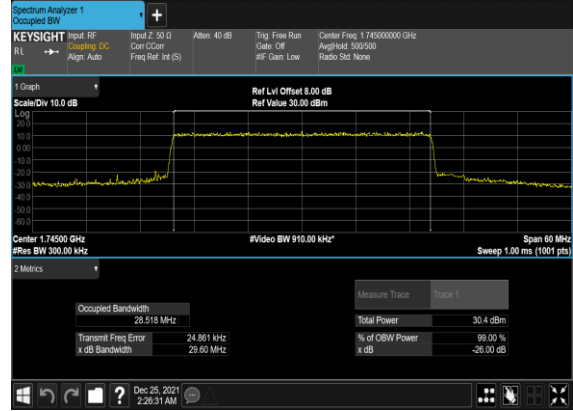 Spectrum Analyzer 1
Occupied BW
KEYSIGHT Input: RF Input Z: 50 Ω Atten: 40 dB Trig: Free Run Center Freq: 1.745000000 GHz
RL Coupling: DC Corr CCorr Gate: Off Avg|Hold: 500/500
Align: Auto Freq Ref: Int (S) #IF Gain: Low Radio Std: None
1 Graph
Scale/Div 10.0 dB Ref Lvl Offset 8.00 dB
Ref Value 30.00 dBm
Log
20.0
10.0
0.00
-10.0
-20.0
-30.0
-40.0
-50.0
-60.0
Center 1.74500 GHz #Video BW 910.00 kHz* Span 60 MHz
#Res BW 300.00 kHz Sweep 1.00 ms (1001 pts)
2 Metrics
Measure Trace Trace 1
Occupied Bandwidth
28.518 MHz Total Power 30.4 dBm
Transmit Freq Error 24.861 kHz % of OBW Power 99.00 %
x dB Bandwidth 29.60 MHz x dB -26.00 dB
? Dec 25, 2021
2:26:31 AM